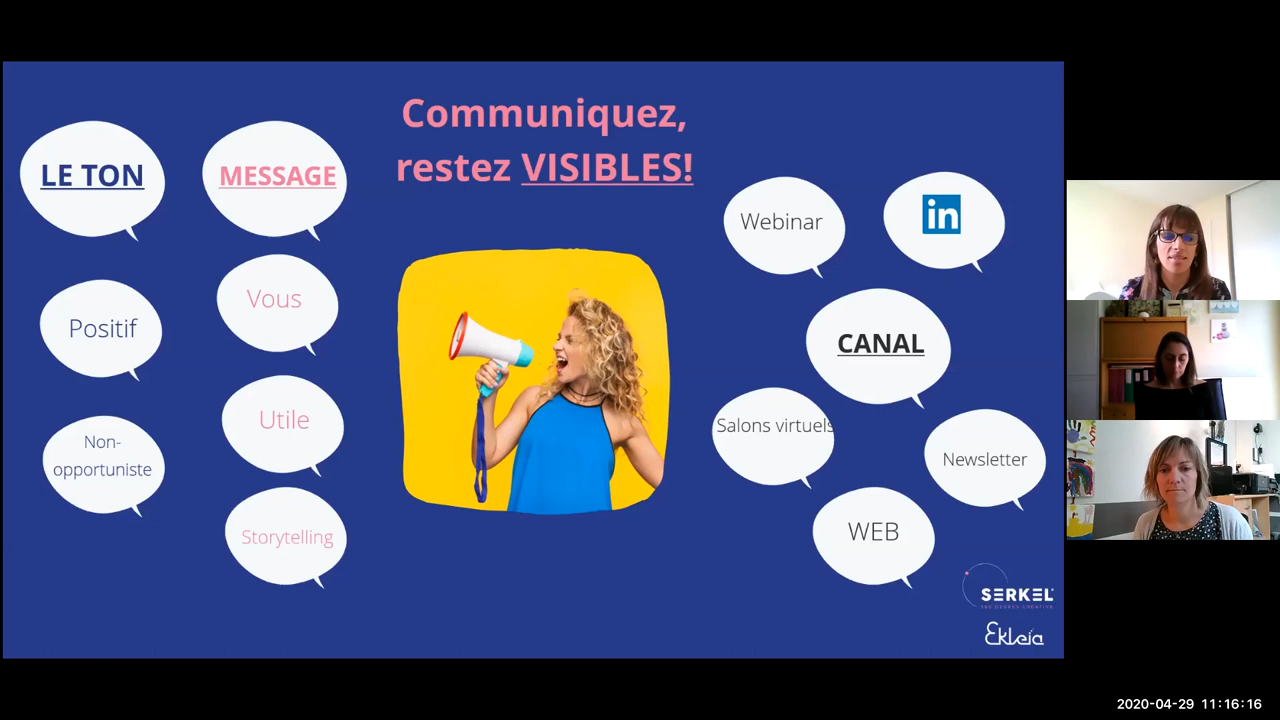 Communiquez,
restez VISIBLES!
LE TON
Positif
Non-
opportuniste
MESSAGE
Vous
Utile
Storytelling
Webinar
in
CANAL
Salons virtuels
Newsletter
WEB
SERKEL
Ekleia
2020-04-29 11:16:16